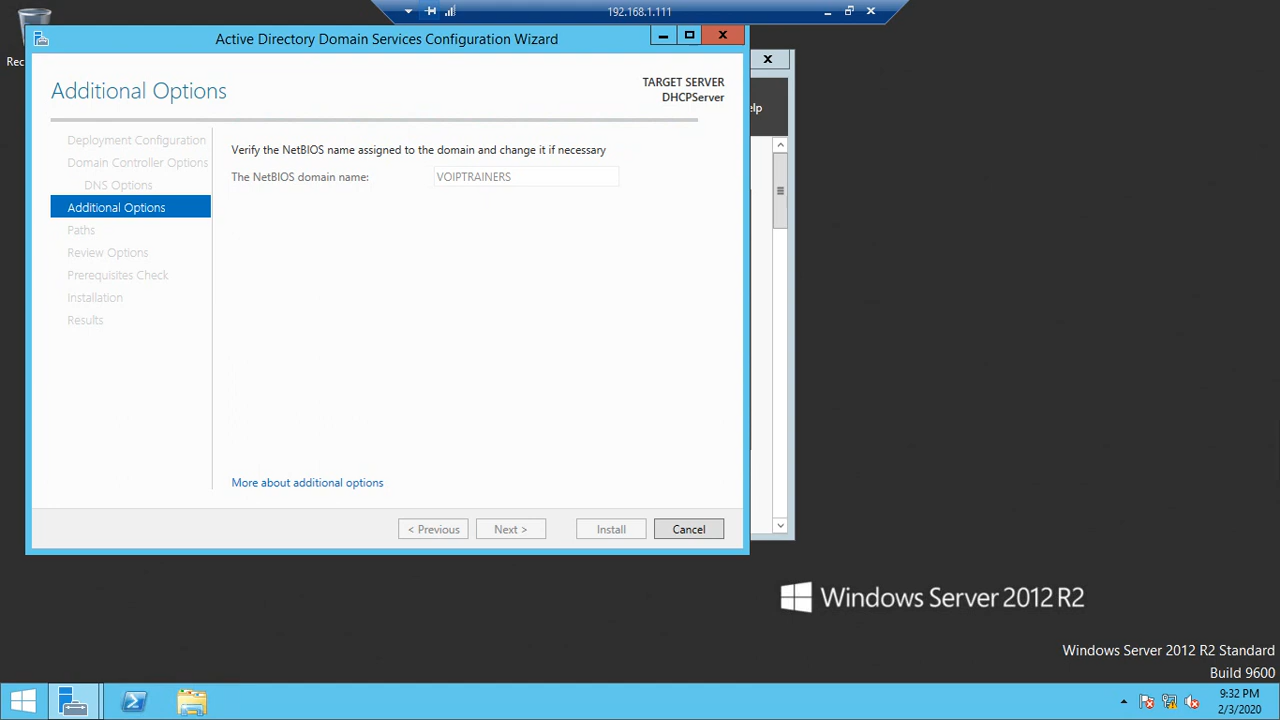 192.168.1.111
Rec
Active Directory Domain Services Configuration Wizard
Additional Options
TARGET SERVER
DHCPServer
elp
Deployment Configuration
Domain Controller Options
DNS Options
Additional Options
Paths
Review Options
Prerequisites Check
Installation
Results
Verify the NetBIOS name assigned to the domain and change it if necessary
The NetBIOS domain name: VOIPTRAINERS
More about additional options
< Previous
Next >
Install
Cancel
Windows Server 2012 R2
Windows Server 2012 R2 Standard
Build 9600
9:32 PM
2/3/2020